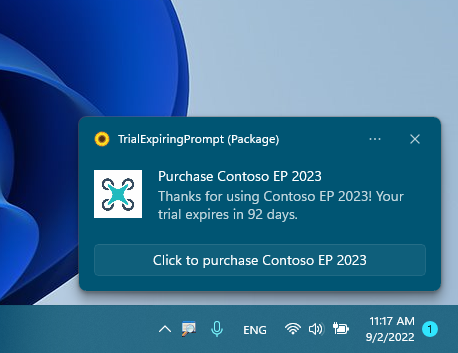 TrialExpiringPrompt (Package)
Purchase Contoso EP 2023
Thanks for using Contoso EP 2023! Your
trial expires in 92 days.
Click to purchase Contoso EP 2023
ENG
11:17 AM
9/2/2022
1